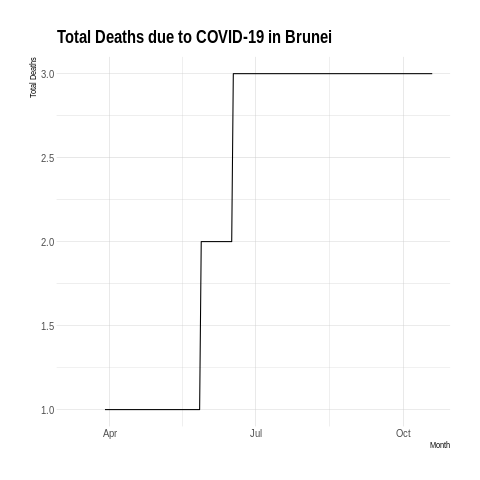 Total Deaths due to COVID-19 in Brunei
Total Deaths
3.0
2.5
2.0
1.5
1.0
Apr Jul Oct
Month